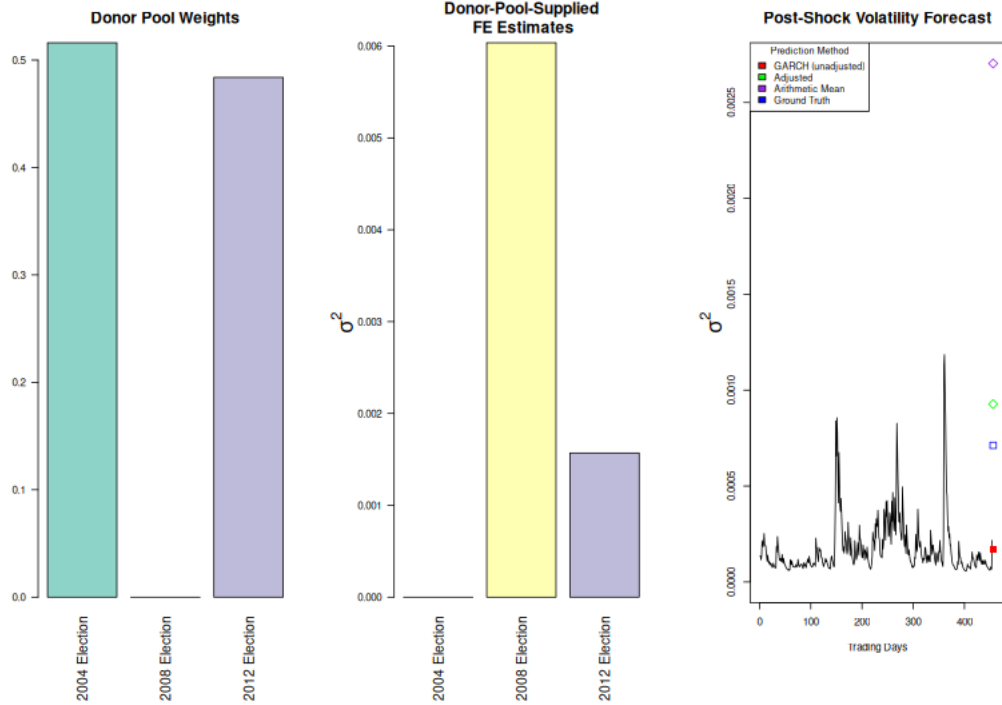 Donor Pool Weights
0.5
0.4
0.3
0.2
0.1
0.0
2004 Election
2008 Election
2012 Election
Donor-Pool-Supplied
FE Estimates
σ²
0.006
0.005
0.004
0.003
0.002
0.001
0.000
2004 Election
2008 Election
2012 Election
Post-Shock Volatility Forecast
Prediction Method
GARCH (unadjusted)
Adjusted
Arithmetic Mean
Ground Truth
σ²
0.0025
0.0020
0.0015
0.0010
0.0005
0.0000
0 100 200 300 400
Trading Days